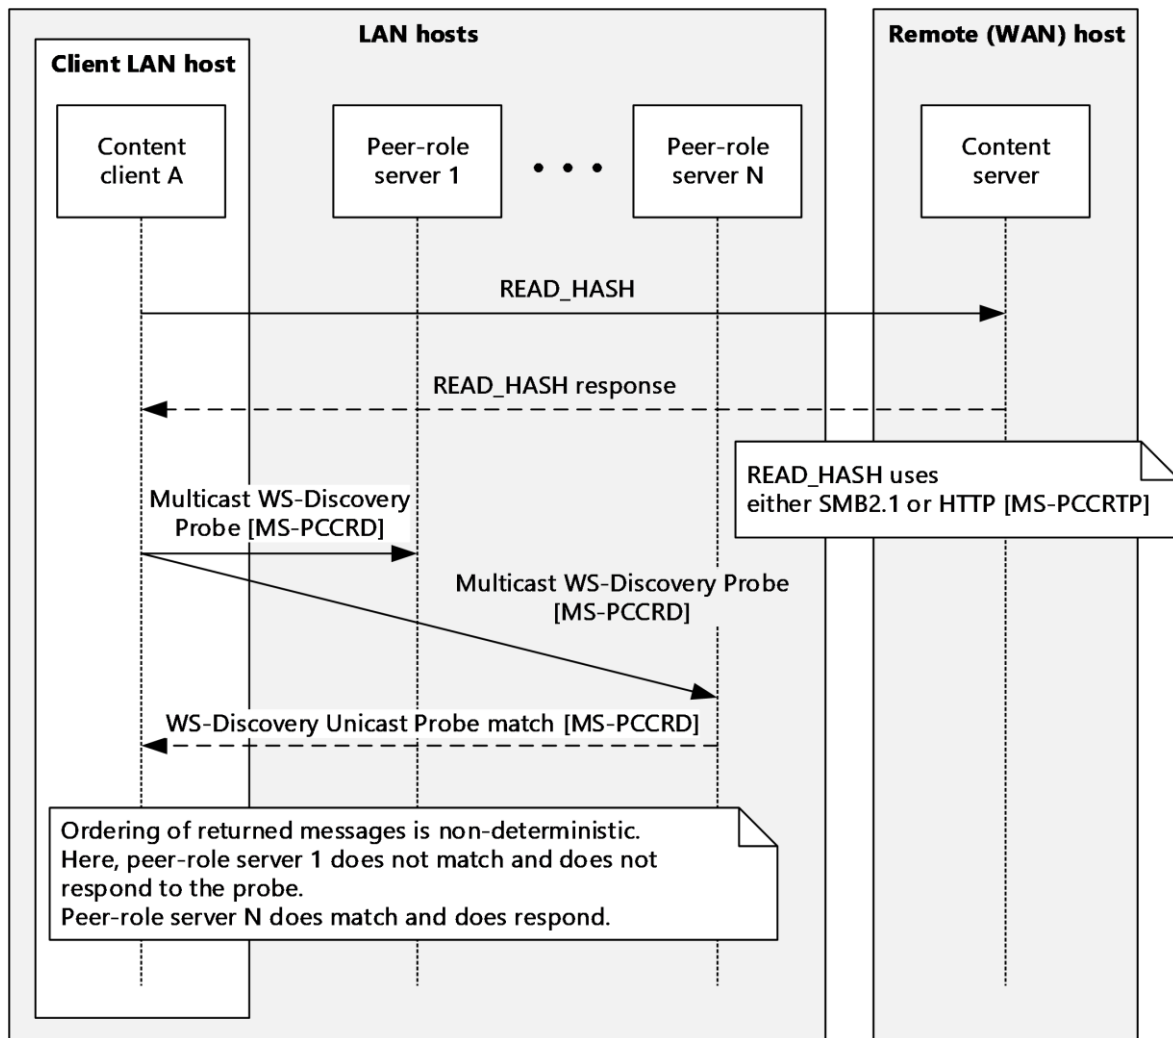 LAN hosts
Remote (WAN) host
Client LAN host
Content
client A
Peer-role
server 1
• • •
Peer-role
server N
Content
server
READ_HASH
READ_HASH response
READ_HASH uses
either SMB2.1 or HTTP [MS-PCCRTP]
Multicast WS-Discovery
Probe [MS-PCCRD]
Multicast WS-Discovery Probe
[MS-PCCRD]
WS-Discovery Unicast Probe match [MS-PCCRD]
Ordering of returned messages is non-deterministic.
Here, peer-role server 1 does not match and does not
respond to the probe.
Peer-role server N does match and does respond.